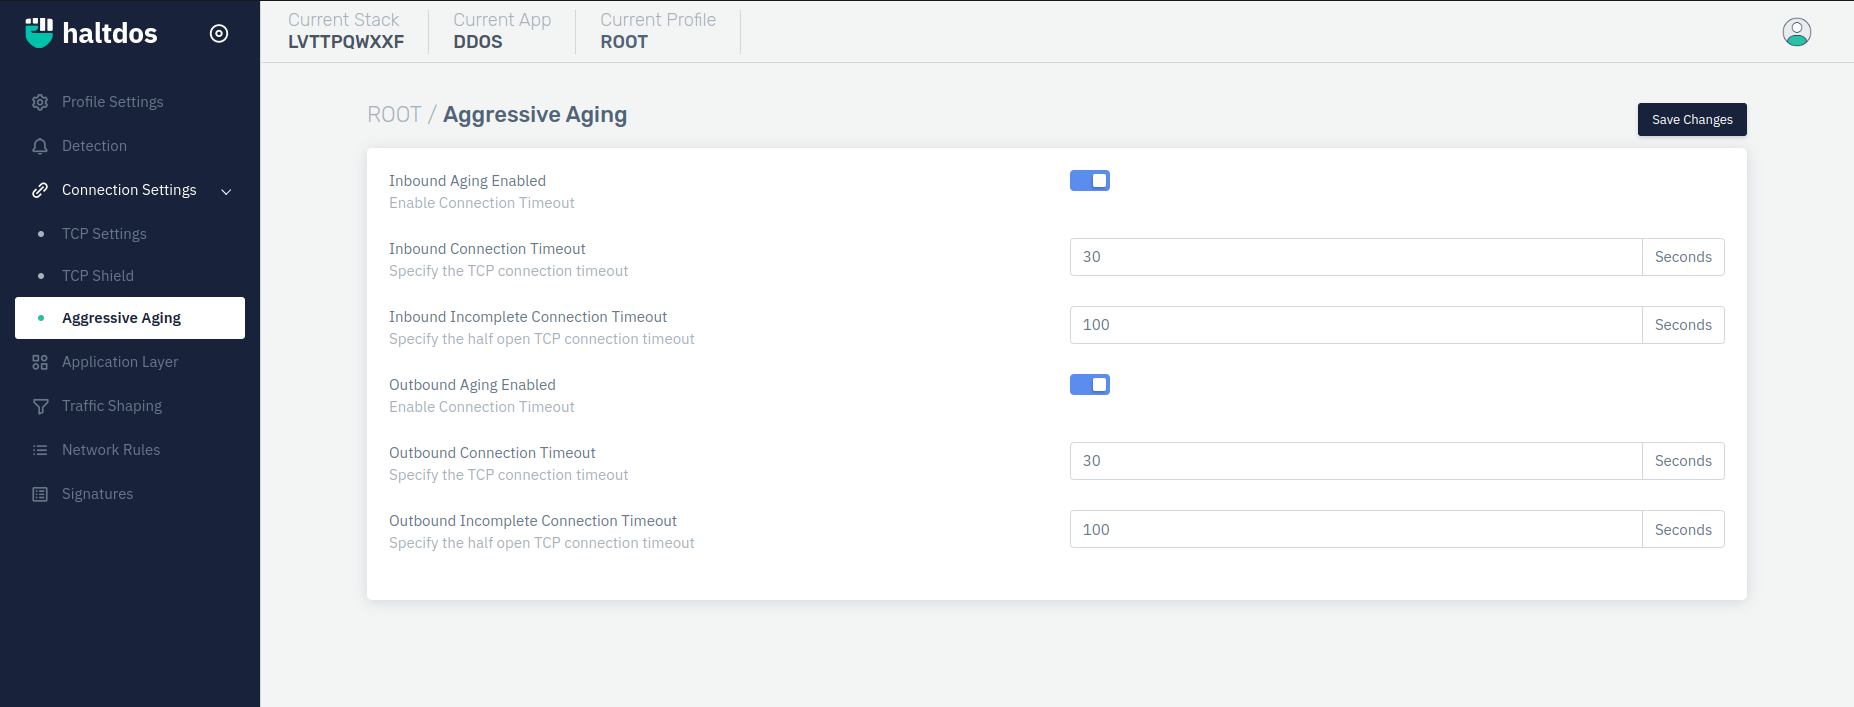 haltdos
Current Stack
LVTTPQWXXF
Current App
DDOS
Current Profile
ROOT
Profile Settings
Detection
Connection Settings
TCP Settings
TCP Shield
Aggressive Aging
Application Layer
Traffic Shaping
Network Rules
Signatures
ROOT / Aggressive Aging
Save Changes
Inbound Aging Enabled
Enable Connection Timeout
Inbound Connection Timeout
Specify the TCP connection timeout
30 Seconds
Inbound Incomplete Connection Timeout
Specify the half open TCP connection timeout
100 Seconds
Outbound Aging Enabled
Enable Connection Timeout
Outbound Connection Timeout
Specify the TCP connection timeout
30 Seconds
Outbound Incomplete Connection Timeout
Specify the half open TCP connection timeout
100 Seconds